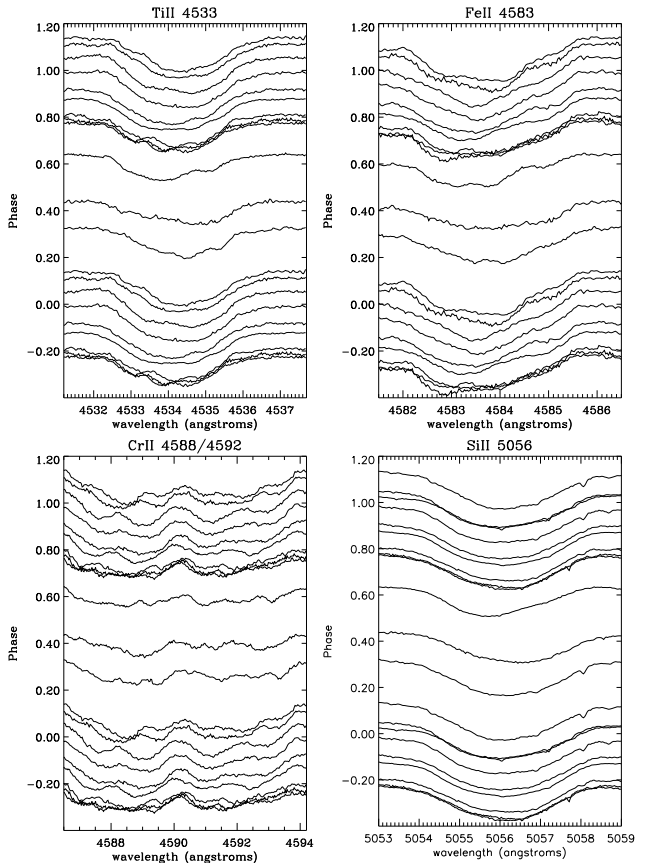 TiII 4533
FeII 4583
1.20
1.00
0.80
0.60
0.40
0.20
0.00
−0.20
Phase
4532 4533 4534 4535 4536 4537
wavelength (angstroms)
1.20
1.00
0.80
0.60
0.40
0.20
0.00
−0.20
Phase
4582 4583 4584 4585 4586
wavelength (angstroms)
CrII 4588/4592
SiII 5056
1.20
1.00
0.80
0.60
0.40
0.20
0.00
−0.20
Phase
4588 4590 4592 4594
wavelength (angstroms)
1.20
1.00
0.80
0.60
0.40
0.20
0.00
−0.20
Phase
5053 5054 5055 5056 5057 5058 5059
wavelength (angstroms)